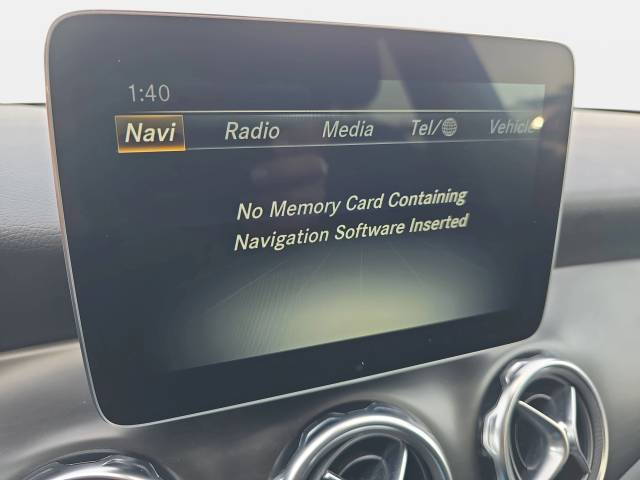 1:40
Navi Radio Media Tel/ Vehicle
No Memory Card Containing
Navigation Software Inserted